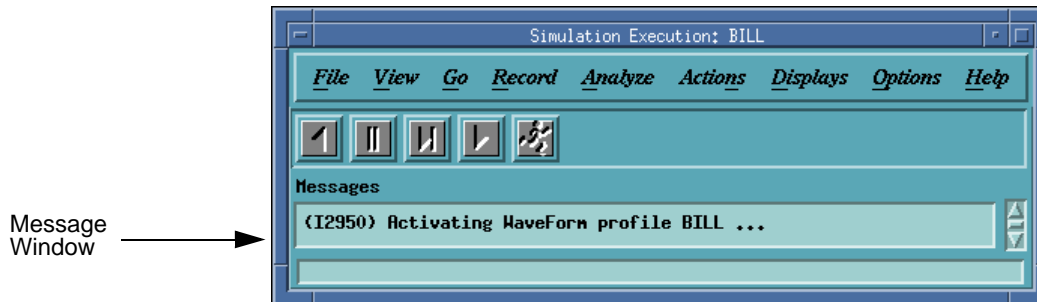 Simulation Execution: BILL
File View Go Record Analyze Actions Displays Options Help
Messages
(I2950) Activating WaveForm profile BILL ...
Message
Window